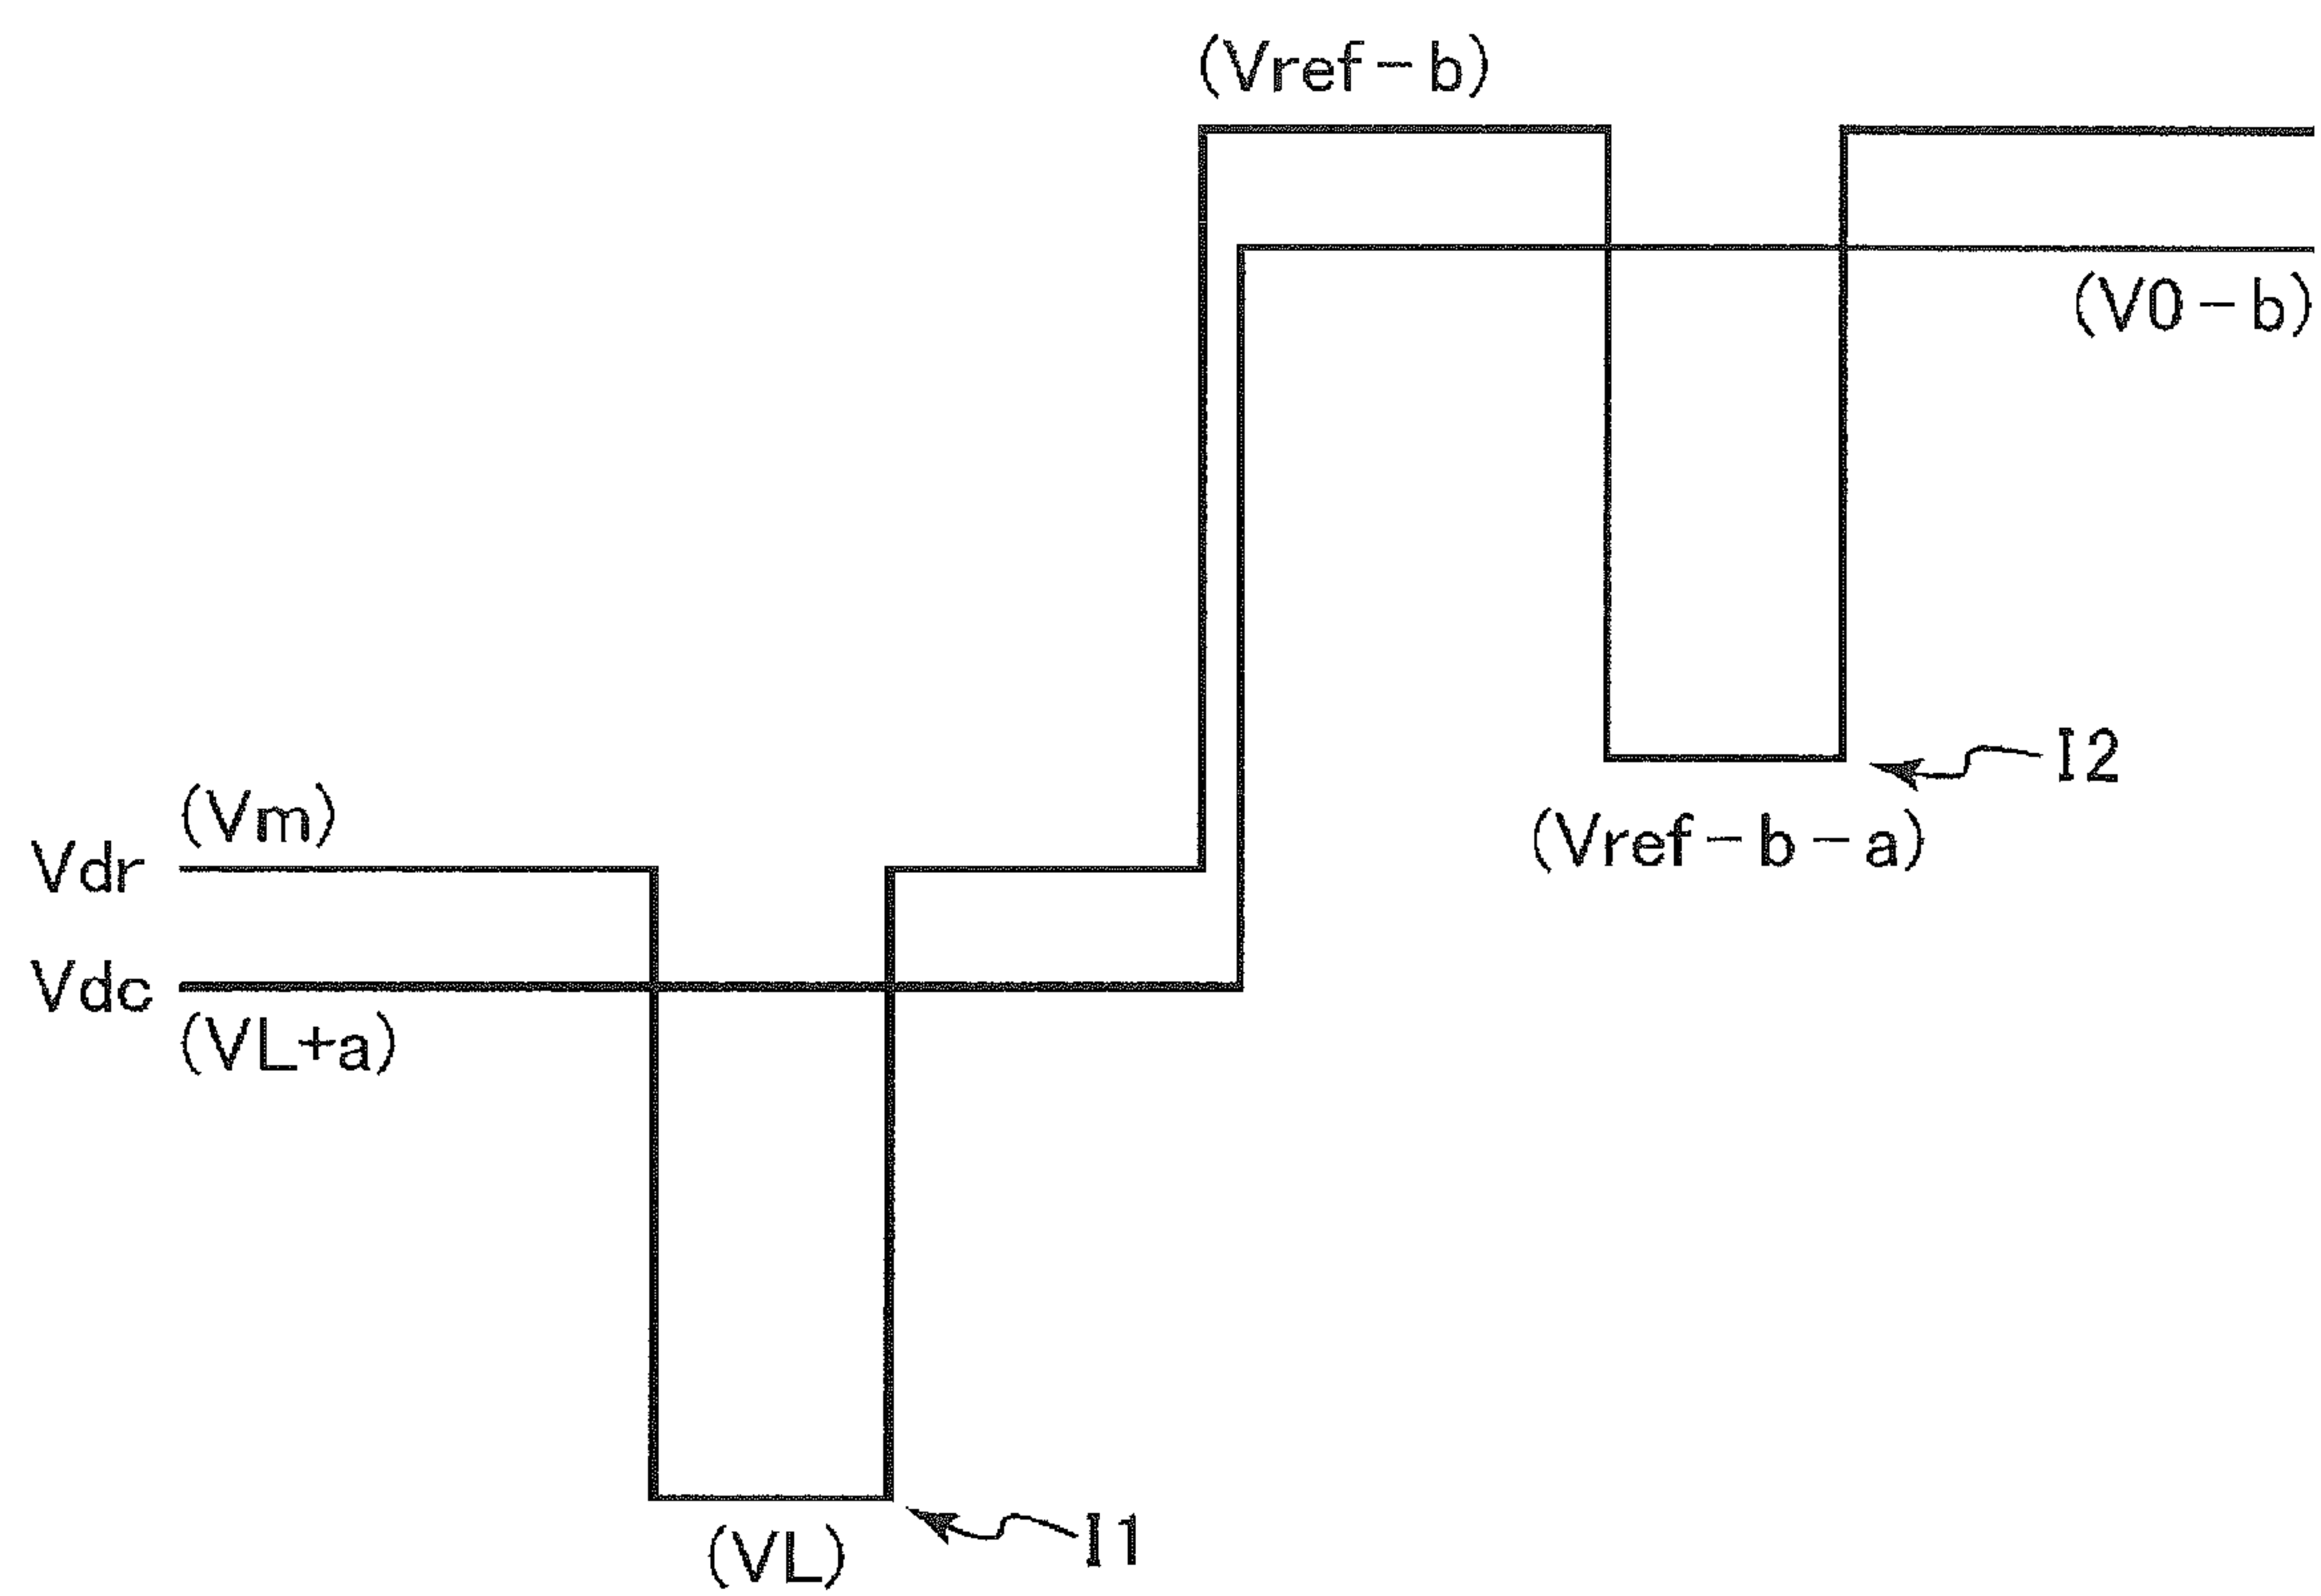 (Vref-b)
(V0-b)
I2
(Vref-b-a)
(Vm)
Vdr
Vdc
(VL+a)
I1
(VL)